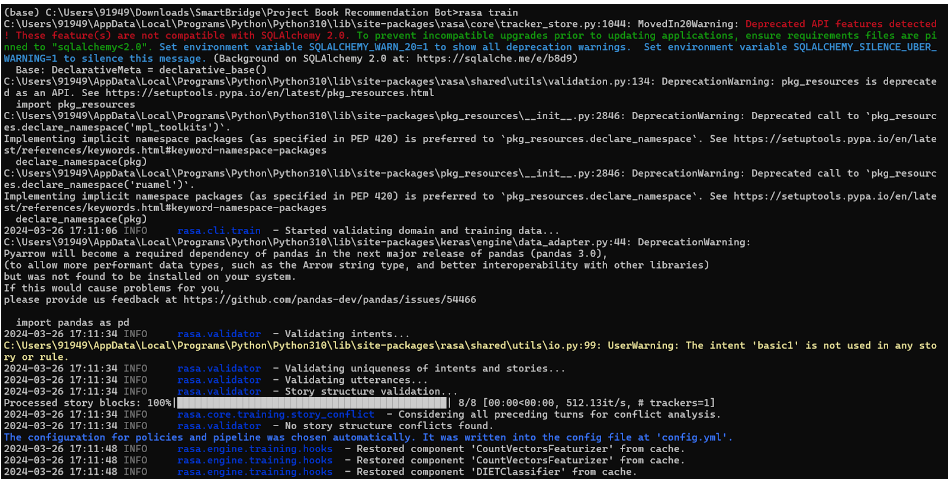 (base) C:\Users\91949\Downloads\SmartBridge\Project Book Recommendation Bot>rasa train
C:\Users\91949\AppData\Local\Programs\Python\Python310\lib\site-packages\rasa\core\tracker_store.py:1044: MovedIn20Warning: Deprecated API features detected
! These feature(s) are not compatible with SQLAlchemy 2.0. To prevent incompatible upgrades prior to updating applications, ensure requirements files are pi
nned to "sqlalchemy<2.0". Set environment variable SQLALCHEMY_WARN_20=1 to show all deprecation warnings.  Set environment variable SQLALCHEMY_SILENCE_UBER_
WARNING=1 to silence this message. (Background on SQLAlchemy 2.0 at: https://sqlalche.me/e/b8d9)
  Base: DeclarativeMeta = declarative_base()
C:\Users\91949\AppData\Local\Programs\Python\Python310\lib\site-packages\rasa\shared\utils\validation.py:134: DeprecationWarning: pkg_resources is deprecate
d as an API. See https://setuptools.pypa.io/en/latest/pkg_resources.html
  import pkg_resources
C:\Users\91949\AppData\Local\Programs\Python\Python310\lib\site-packages\pkg_resources\__init__.py:2846: DeprecationWarning: Deprecated call to `pkg_resourc
es.declare_namespace('mpl_toolkits')`.
Implementing implicit namespace packages (as specified in PEP 420) is preferred to `pkg_resources.declare_namespace`. See https://setuptools.pypa.io/en/late
st/references/keywords.html#keyword-namespace-packages
  declare_namespace(pkg)
C:\Users\91949\AppData\Local\Programs\Python\Python310\lib\site-packages\pkg_resources\__init__.py:2846: DeprecationWarning: Deprecated call to `pkg_resourc
es.declare_namespace('ruamel')`.
Implementing implicit namespace packages (as specified in PEP 420) is preferred to `pkg_resources.declare_namespace`. See https://setuptools.pypa.io/en/late
st/references/keywords.html#keyword-namespace-packages
  declare_namespace(pkg)
2024-03-26 17:11:06 INFO     rasa.cli.train  - Started validating domain and training data...
C:\Users\91949\AppData\Local\Programs\Python\Python310\lib\site-packages\keras\engine\data_adapter.py:44: DeprecationWarning:
Pyarrow will become a required dependency of pandas in the next major release of pandas (pandas 3.0),
(to allow more performant data types, such as the Arrow string type, and better interoperability with other libraries)
but was not found to be installed on your system.
If this would cause problems for you,
please provide us feedback at https://github.com/pandas-dev/pandas/issues/54466
  import pandas as pd
2024-03-26 17:11:34 INFO     rasa.validator  - Validating intents...
C:\Users\91949\AppData\Local\Programs\Python\Python310\lib\site-packages\rasa\shared\utils\io.py:99: UserWarning: The intent 'basic1' is not used in any sto
ry or rule.
2024-03-26 17:11:34 INFO     rasa.validator  - Validating uniqueness of intents and stories...
2024-03-26 17:11:34 INFO     rasa.validator  - Validating utterances...
2024-03-26 17:11:34 INFO     rasa.validator  - Story structure validation...
Processed story blocks: 100%|██████████| 8/8 [00:00<00:00, 512.13it/s, # trackers=1]
2024-03-26 17:11:34 INFO     rasa.core.training.story_conflict  - Considering all preceding turns for conflict analysis.
2024-03-26 17:11:34 INFO     rasa.validator  - No story structure conflicts found.
The configuration for policies and pipeline was chosen automatically. It was written into the config file at 'config.yml'.
2024-03-26 17:11:48 INFO     rasa.engine.training.hooks  - Restored component 'CountVectorsFeaturizer' from cache.
2024-03-26 17:11:48 INFO     rasa.engine.training.hooks  - Restored component 'CountVectorsFeaturizer' from cache.
2024-03-26 17:11:48 INFO     rasa.engine.training.hooks  - Restored component 'DIETClassifier' from cache.